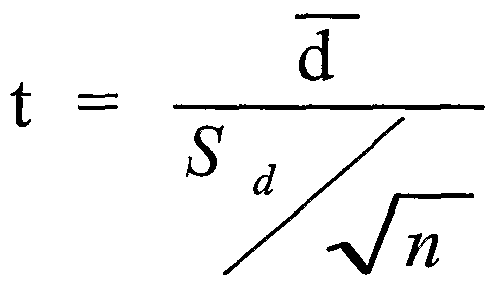 t = d̅ / (S_d / √n)